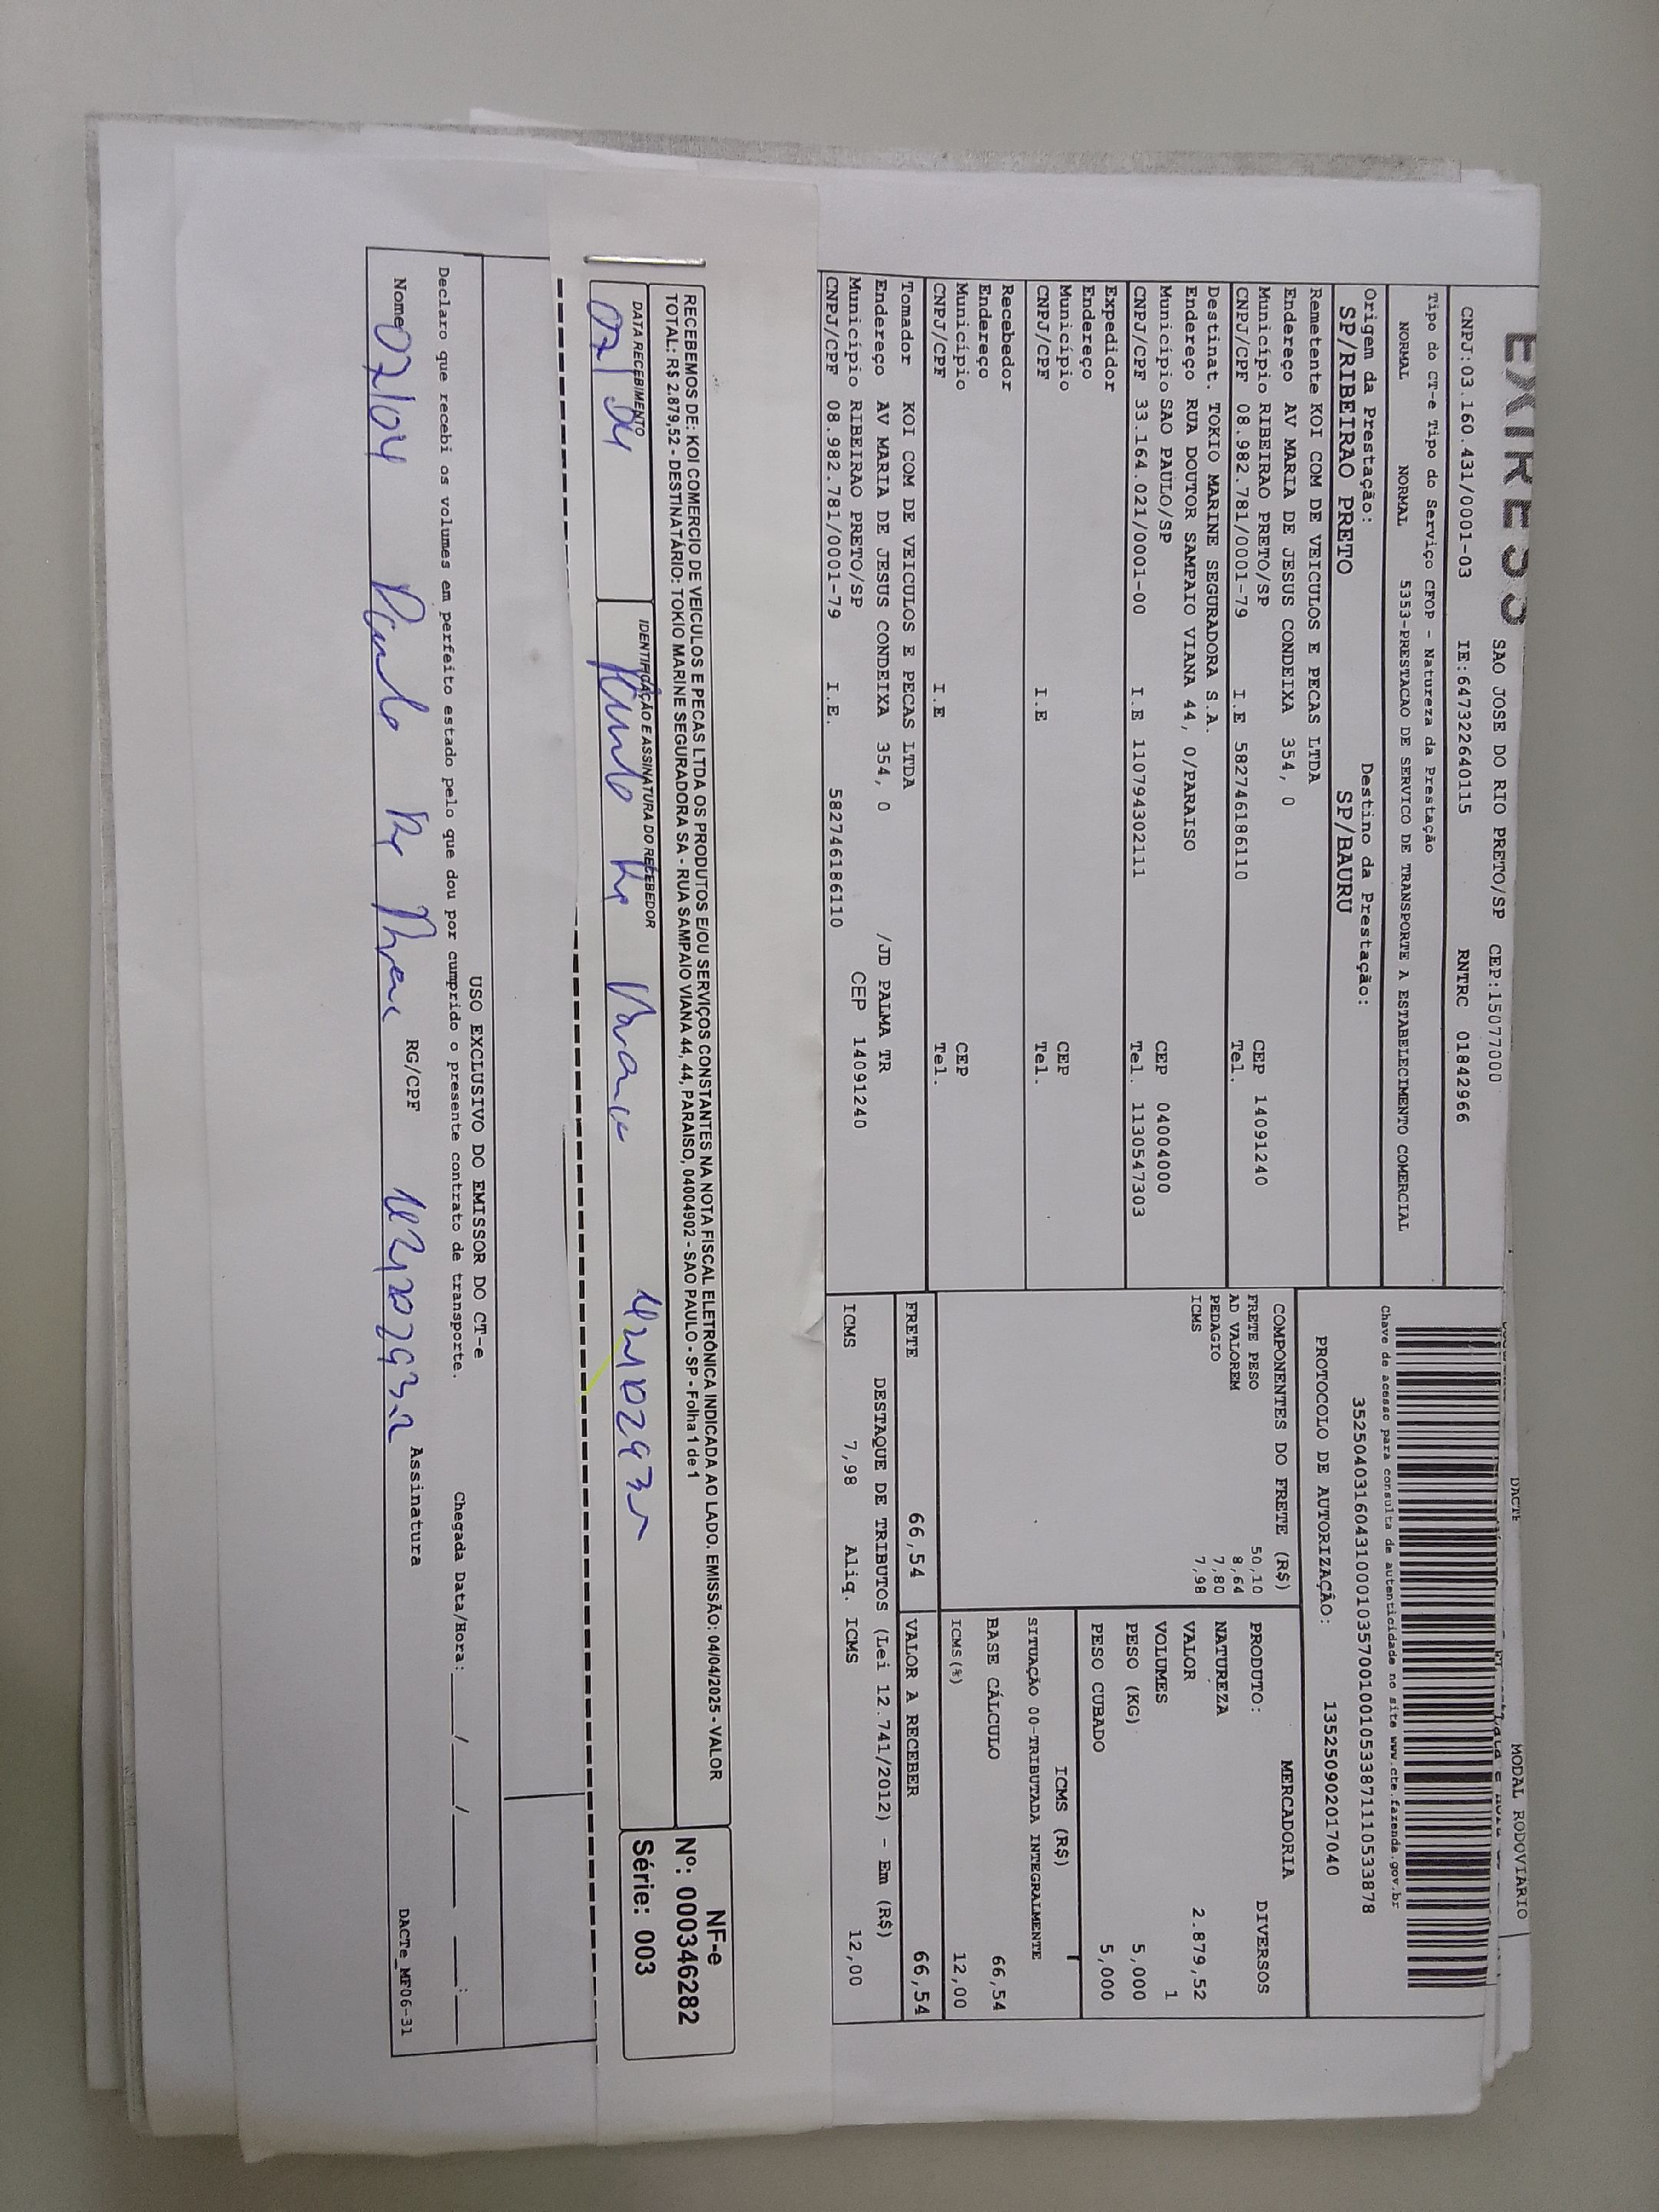 EXPRESS
SAO JOSE DO RIO PRETO/SP CEP:15077000
CNPJ:03.160.431/0001-03 IE:647322640115 RNTRC 01842966
Tipo do CT-e Tipo do Serviço CFOP - Natureza da Prestação
NORMAL NORMAL 5353-PRESTACAO DE SERVICO DE TRANSPORTE A ESTABELECIMENTO COMERCIAL
Origem da Prestação: Destino da Prestação:
SP/RIBEIRAO PRETO SP/BAURU
Remetente KOI COM DE VEICULOS E PECAS LTDA
Endereço AV MARIA DE JESUS CONDEIXA 354, 0
Município RIBEIRAO PRETO/SP CEP 14091240
CNPJ/CPF 08.982.781/0001-79 I.E 582746186110 Tel.
Destinat. TOKIO MARINE SEGURADORA S.A.
Endereço RUA DOUTOR SAMPAIO VIANA 44, 0/PARAISO
Município SAO PAULO/SP CEP 04004000
CNPJ/CPF 33.164.021/0001-00 I.E 110794302111 Tel. 1130547303
Expedidor
Endereço
Município CEP
CNPJ/CPF I.E Tel.
Recebedor
Endereço
Município CEP
CNPJ/CPF I.E Tel.
Tomador KOI COM DE VEICULOS E PECAS LTDA
Endereço AV MARIA DE JESUS CONDEIXA 354, 0 /JD PALMA TR
Município RIBEIRAO PRETO/SP CEP 14091240
CNPJ/CPF 08.982.781/0001-79 I.E. 582746186110
DACTE MODAL RODOVIÁRIO
Chave de acesso para consulta de autenticidade no site www.cte.fazenda.gov.br
35250403160431000103570010010533871110533878
PROTOCOLO DE AUTORIZAÇÃO: 135250902017040
COMPONENTES DO FRETE (R$)
FRETE PESO 50,10
AD VALOREM 8,64
PEDAGIO 7,80
ICMS 7,98
MERCADORIA
PRODUTO: DIVERSOS
NATUREZA
VALOR 2.879,52
VOLUMES 1
PESO (KG) 5,000
PESO CUBADO 5,000
ICMS (R$)
SITUAÇÃO 00-TRIBUTADA INTEGRALMENTE
BASE CÁLCULO 66,54
ICMS(%) 12,00
FRETE 66,54 VALOR A RECEBER 66,54
DESTAQUE DE TRIBUTOS (Lei 12.741/2012) - Em (R$)
ICMS 7,98 Aliq. ICMS 12,00
RECEBEMOS DE: KOI COMERCIO DE VEÍCULOS E PECAS LTDA OS PRODUTOS E/OU SERVIÇOS CONSTANTES NA NOTA FISCAL ELETRÔNICA INDICADA AO LADO. EMISSÃO: 04/04/2025 - VALOR
TOTAL: R$ 2.879,52 - DESTINATÁRIO: TOKIO MARINE SEGURADORA SA - RUA SAMPAIO VIANA 44, 44, PARAISO, 04004902 - SAO PAULO - SP - Folha 1 de 1
DATA RECEBIMENTO IDENTIFICAÇÃO E ASSINATURA DO RECEBEDOR
07/04
NF-e
Nº: 000346282
Série: 003
USO EXCLUSIVO DO EMISSOR DO CT-e
Declaro que recebi os volumes em perfeito estado pelo que dou por cumprido o presente contrato de transporte. Chegada Data/Hora:____/____/____ ___:___
Nome 07/04 RG/CPF Assinatura
DACTe_MF06-31